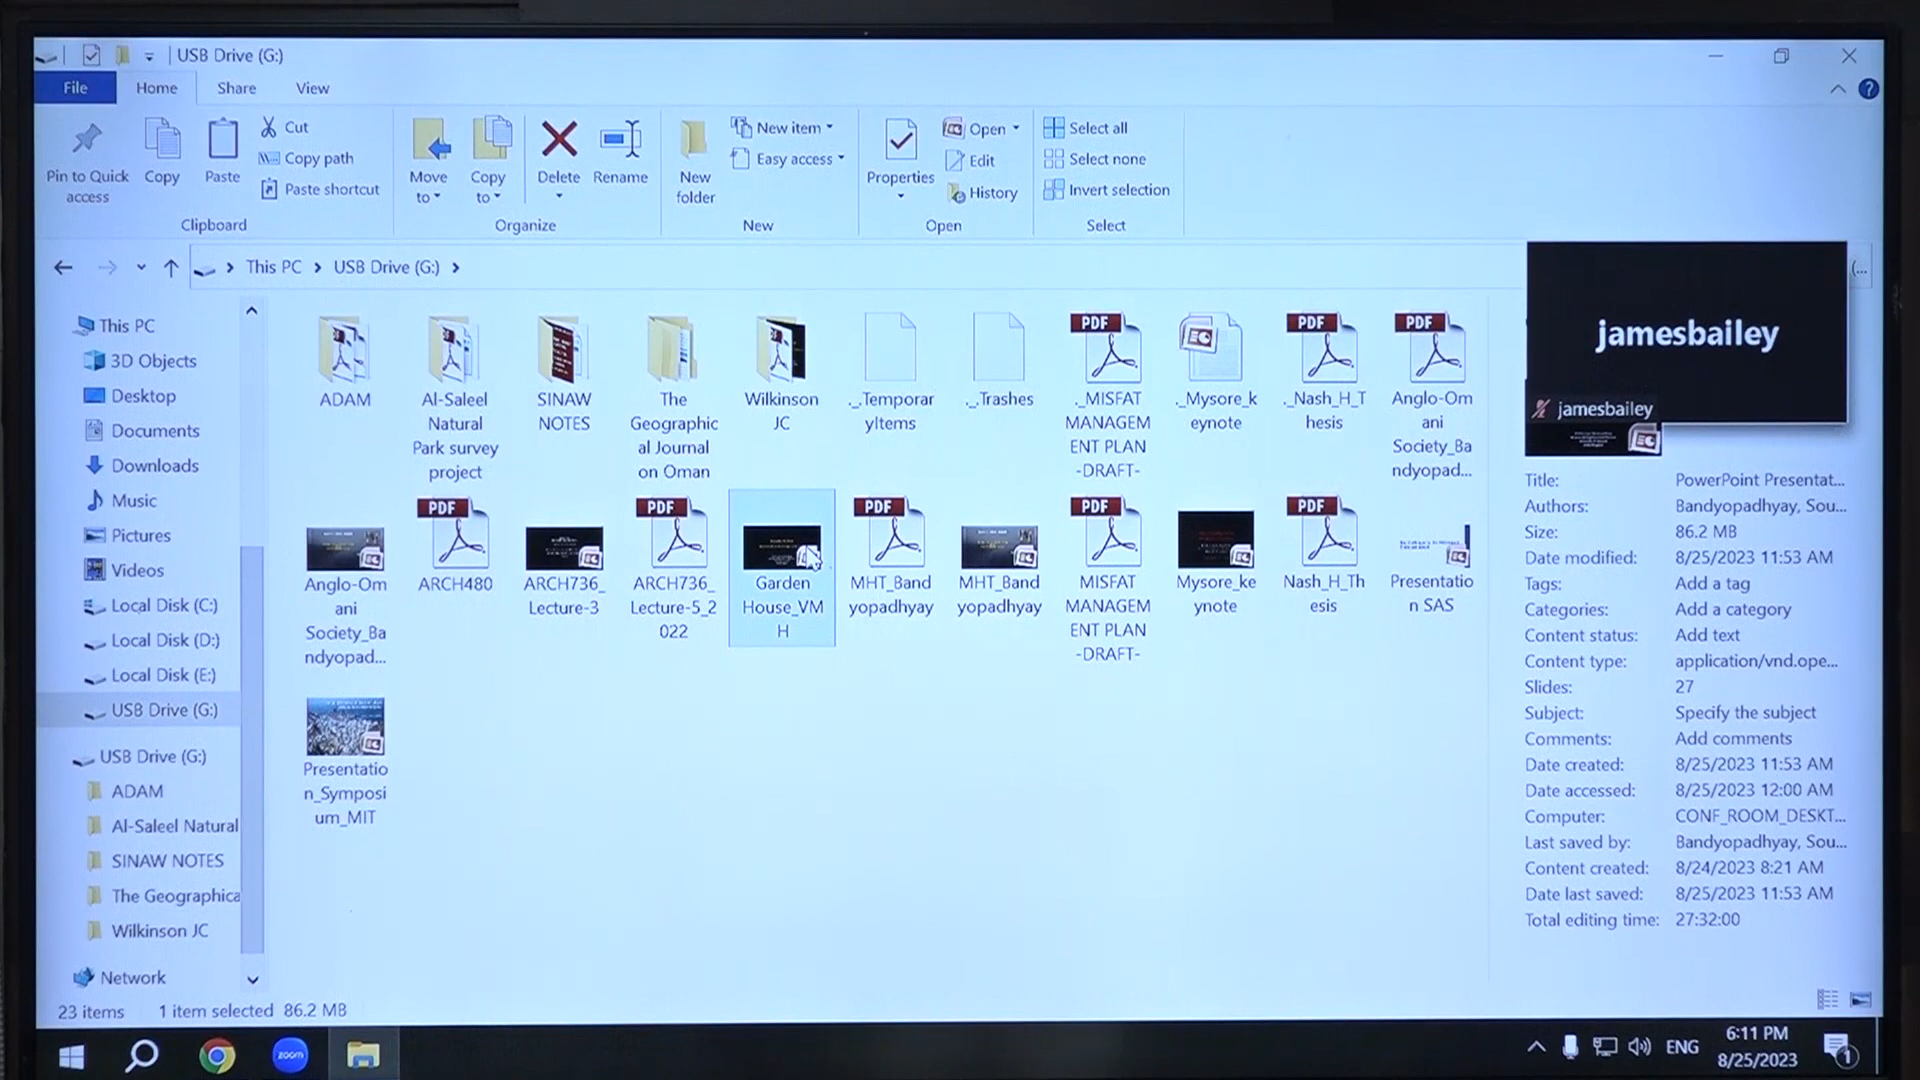 USB Drive (G:)
File Home Share View
Pin to Quick
access
Copy
Paste
Cut
Copy path
Paste shortcut
Clipboard
Move
to
Copy
to
Delete
Rename
Organize
New
folder
New item
Easy access
New
Properties
Open
Edit
History
Open
Select all
Select none
Invert selection
Select
This PC USB Drive (G:)
This PC
3D Objects
Desktop
Documents
Downloads
Music
Pictures
Videos
Local Disk (C:)
Local Disk (D:)
Local Disk (E:)
USB Drive (G:)
USB Drive (G:)
ADAM
Al-Saleel Natural
SINAW NOTES
The Geographica
Wilkinson JC
Network
ADAM
Al-Saleel
Natural
Park survey
project
SINAW
NOTES
The
Geographic
al Journal
on Oman
Wilkinson
JC
._.Temporar
yItems
._.Trashes
PDF
._MISFAT
MANAGEM
ENT PLAN
-DRAFT-
._Mysore_k
eynote
PDF
._Nash_H_T
hesis
PDF
Anglo-Om
ani
Society_Ba
ndyopad...
Anglo-Om
ani
Society_Ba
ndyopad...
PDF
ARCH480
ARCH736_
Lecture-3
PDF
ARCH736_
Lecture-5_2
022
Garden
House_VM
H
PDF
MHT_Band
yopadhyay
MHT_Band
yopadhyay
PDF
MISFAT
MANAGEM
ENT PLAN
-DRAFT-
Mysore_ke
ynote
PDF
Nash_H_Th
esis
Presentatio
n SAS
Presentatio
n_Symposi
um_MIT
jamesbailey
jamesbailey
Title: PowerPoint Presentat...
Authors: Bandyopadhyay, Sou...
Size: 86.2 MB
Date modified: 8/25/2023 11:53 AM
Tags: Add a tag
Categories: Add a category
Content status: Add text
Content type: application/vnd.ope...
Slides: 27
Subject: Specify the subject
Comments: Add comments
Date created: 8/25/2023 11:53 AM
Date accessed: 8/25/2023 12:00 AM
Computer: CONF_ROOM_DESKT...
Last saved by: Bandyopadhyay, Sou...
Content created: 8/24/2023 8:21 AM
Date last saved: 8/25/2023 11:53 AM
Total editing time: 27:32:00
23 items 1 item selected 86.2 MB
zoom
ENG
6:11 PM
8/25/2023
1